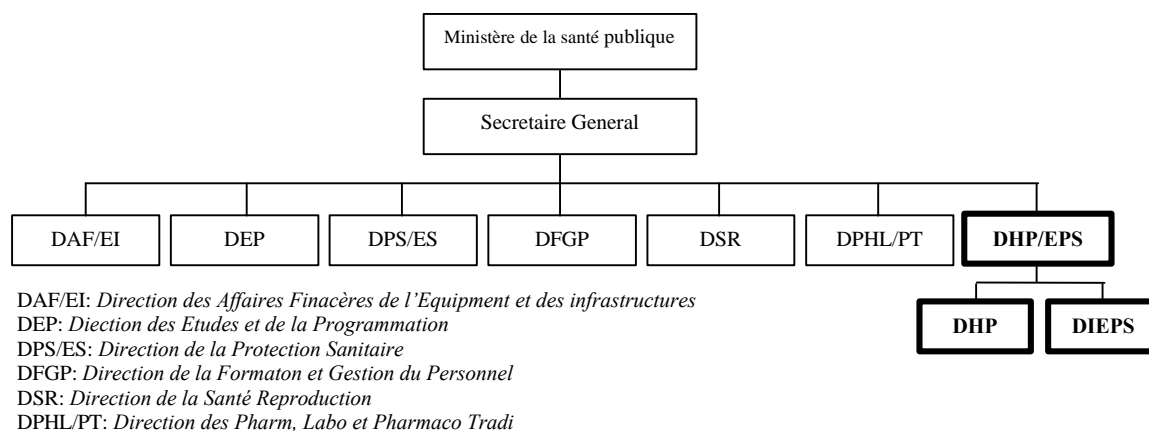 Ministère de la santé publique
Secretaire General
DAF/EI DEP DPS/ES DFGP DSR DPHL/PT DHP/EPS
DHP DIEPS
DAF/EI: Direction des Affaires Finacères de l’Equipment et des infrastructures
DEP: Diection des Etudes et de la Programmation
DPS/ES: Direction de la Protection Sanitaire
DFGP: Direction de la Formaton et Gestion du Personnel
DSR: Direction de la Santé Reproduction
DPHL/PT: Direction des Pharm, Labo et Pharmaco Tradi